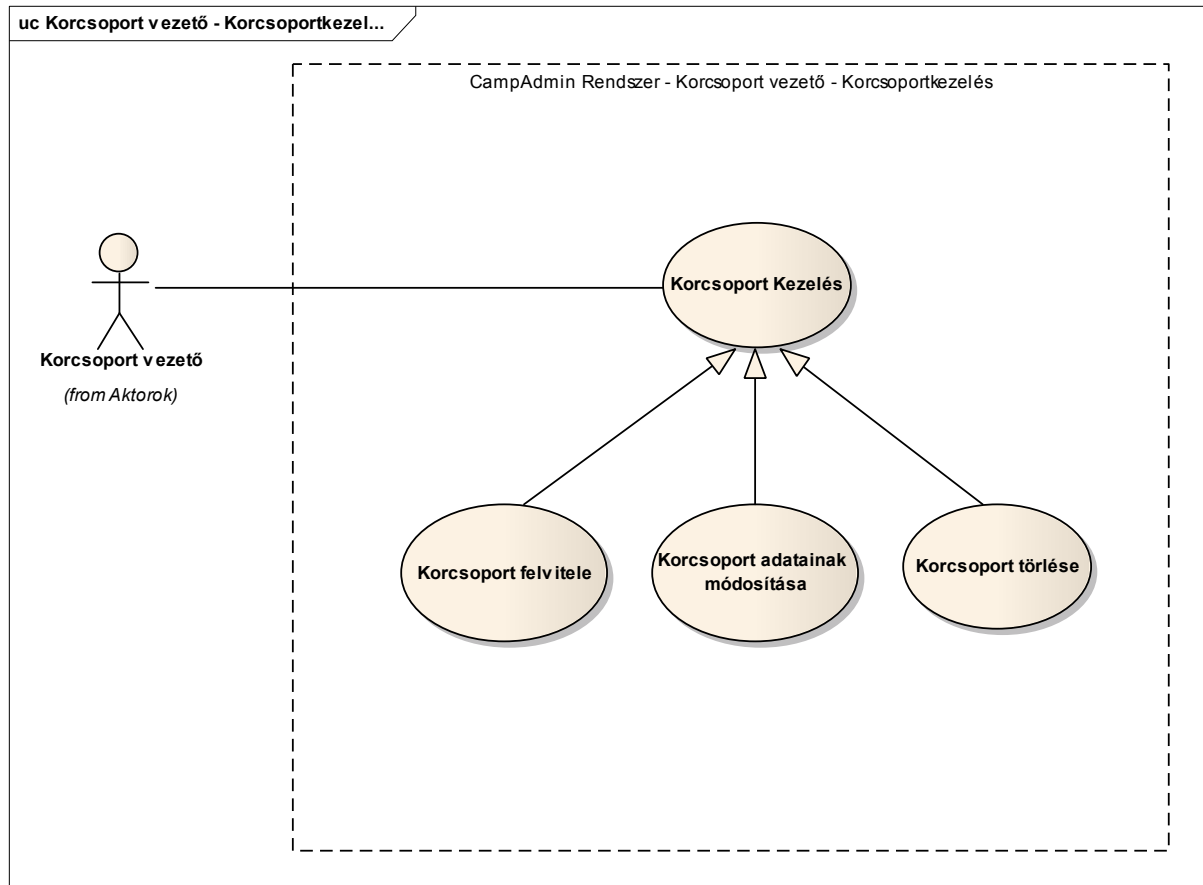 uc Korcsoport vezető - Korcsoportkezel...
CampAdmin Rendszer - Korcsoport vezető - Korcsoportkezelés
Korcsoport Kezelés
Korcsoport vezető
(from Aktorok)
Korcsoport felvitele
Korcsoport adatainak
módosítása
Korcsoport törlése